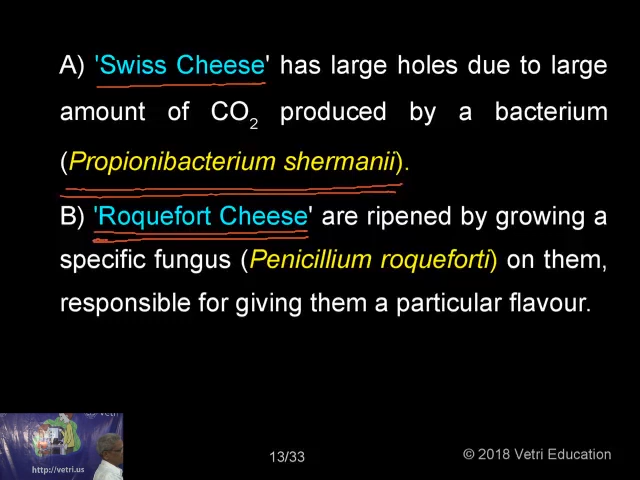 A) 'Swiss Cheese' has large holes due to large
amount of CO₂ produced by a bacterium
(Propionibacterium shermanii).
B) 'Roquefort Cheese' are ripened by growing a
specific fungus (Penicillium roqueforti) on them,
responsible for giving them a particular flavour.
Vetri
http://vetri.us
13/33
© 2018 Vetri Education